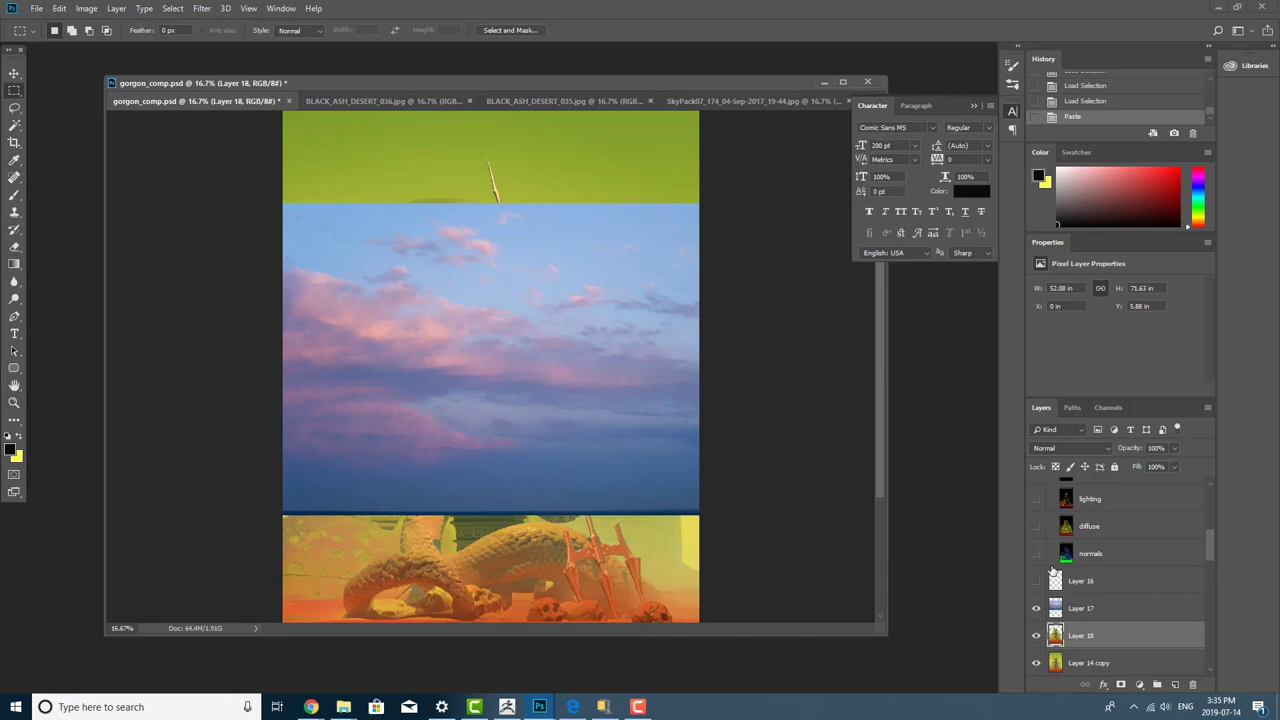 Ps File Edit Image Layer Type Select Filter 3D View Window Help
Feather: 0 px Anti-alias Style: Normal Width: Height: Select and Mask...
gorgon_comp.psd @ 16.7% (Layer 18, RGB/8#) *
gorgon_comp.psd @ 16.7% (Layer 18, RGB/8#) * × BLACK_ASH_DESERT_036.jpg @ 16.7% (RGB... × BLACK_ASH_DESERT_035.jpg @ 16.7% (RGB... × SkyPack07_174_04-Sep-2017_19-44.jpg @ 16.7% (... ×
Character Paragraph
Comic Sans MS Regular
200 pt (Auto)
Metrics 0
100% 100%
0 pt Color:
English: USA Sharp
16.67% Doc: 64.4M/1.91G
History
Load Selection
Load Selection
Paste
Libraries
Color Swatches
Properties
Pixel Layer Properties
W: 52.08 in H: 71.63 in
X: 0 in Y: 5.88 in
Layers Paths Channels
Kind
Normal Opacity: 100%
Lock: Fill: 100%
lighting
diffuse
normals
Layer 16
Layer 17
Layer 18
Layer 14 copy
Type here to search
ENG 3:35 PM
2019-07-14